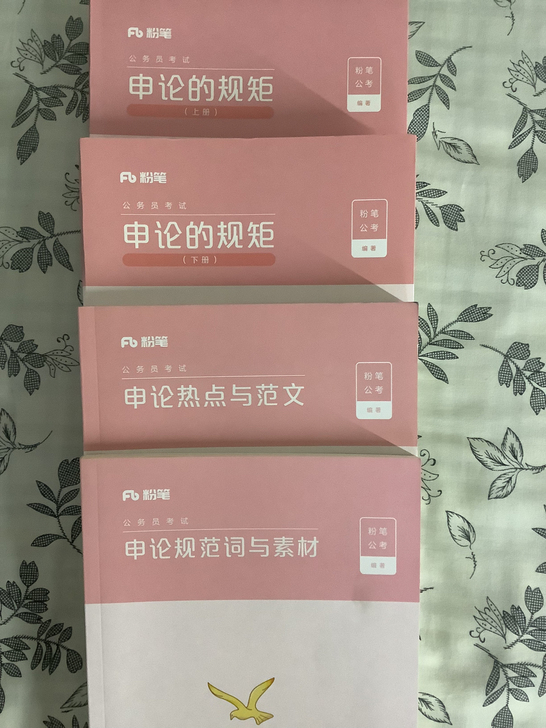 Fb 粉笔
公务员考试
申论的规矩
（上册）
粉笔
公考
编著
Fb 粉笔
公务员考试
申论的规矩
（下册）
粉笔
公考
编著
Fb 粉笔
公务员考试
申论热点与范文
粉笔
公考
编著
Fb 粉笔
公务员考试
申论规范词与素材
粉笔
公考
编著